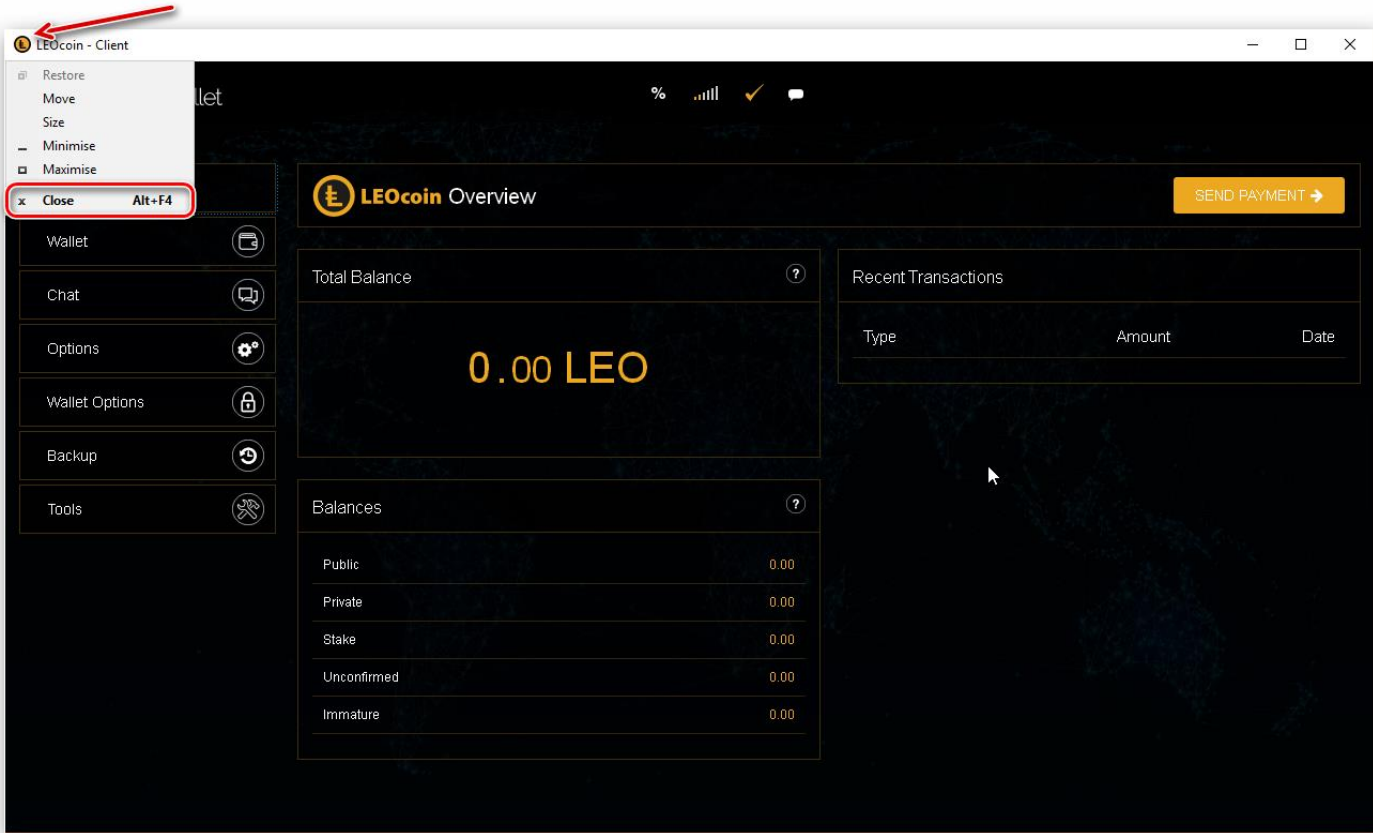 LEOcoin - Client
Restore
Move
Size
Minimise
Maximise
Close Alt+F4
llet
%
LEOcoin Overview
SEND PAYMENT
Wallet
Chat
Options
Wallet Options
Backup
Tools
Total Balance ?
0.00 LEO
Balances ?
Public 0.00
Private 0.00
Stake 0.00
Unconfirmed 0.00
Immature 0.00
Recent Transactions
Type Amount Date